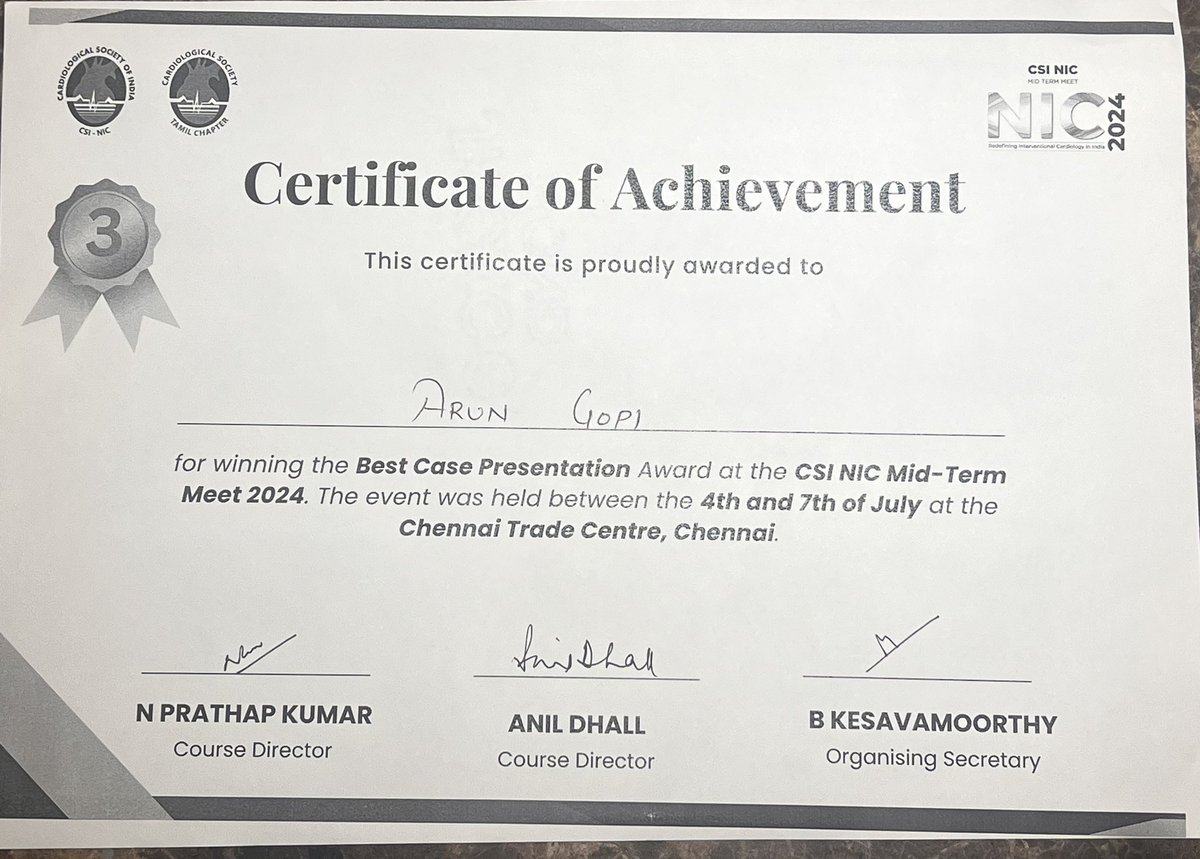 CARDIOLOGICAL SOCIETY OF INDIA
CSI - NIC
CARDIOLOGICAL SOCIETY
TAMIL CHAPTER
CSI NIC
MID TERM MEET
NIC 2024
Redefining Interventional Cardiology in India
3
Certificate of Achievement
This certificate is proudly awarded to
ARUN GOPI
for winning the Best Case Presentation Award at the CSI NIC Mid-Term
Meet 2024. The event was held between the 4th and 7th of July at the
Chennai Trade Centre, Chennai.
Anil Dhall
N PRATHAP KUMAR
Course Director
ANIL DHALL
Course Director
B KESAVAMOORTHY
Organising Secretary